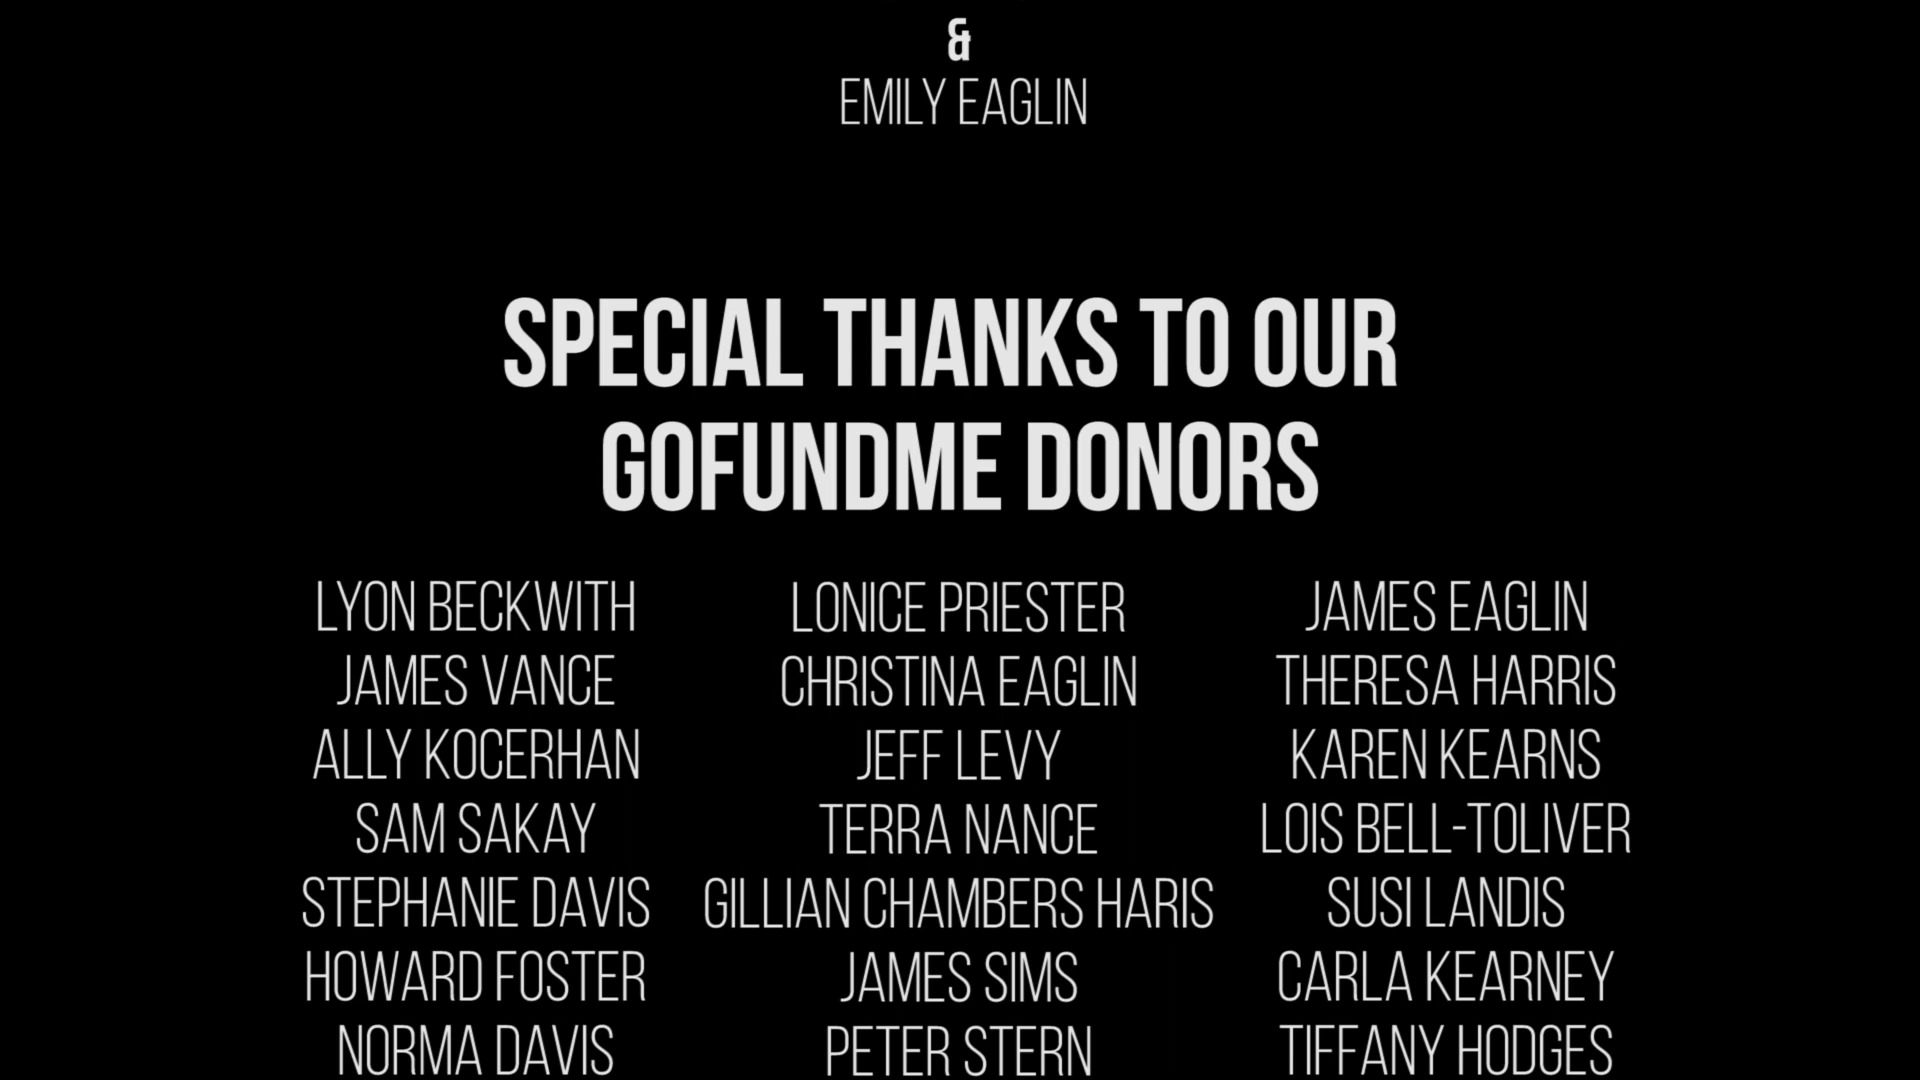 &
EMILY EAGLIN
SPECIAL THANKS TO OUR
GOFUNDME DONORS
LYON BECKWITH
JAMES VANCE
ALLY KOCERHAN
SAM SAKAY
STEPHANIE DAVIS
HOWARD FOSTER
NORMA DAVIS
LONICE PRIESTER
CHRISTINA EAGLIN
JEFF LEVY
TERRA NANCE
GILLIAN CHAMBERS HARIS
JAMES SIMS
PETER STERN
JAMES EAGLIN
THERESA HARRIS
KAREN KEARNS
LOIS BELL-TOLIVER
SUSI LANDIS
CARLA KEARNEY
TIFFANY HODGES